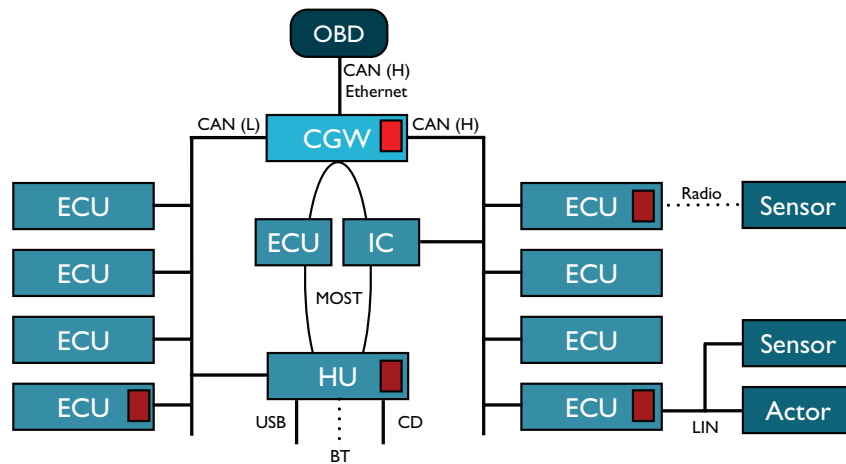 OBD
CAN (H)
Ethernet
CAN (L)
CGW
CAN (H)
ECU
ECU
IC
ECU
Radio
Sensor
ECU
ECU
MOST
ECU
HU
ECU
Sensor
ECU
ECU
Actor
USB
CD
LIN
BT